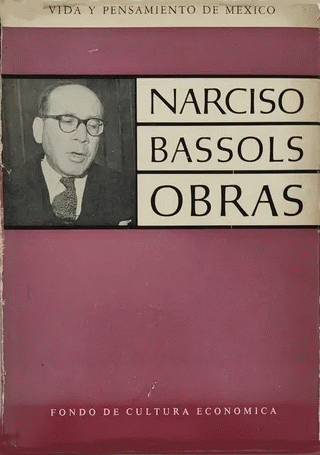 VIDA Y PENSAMIENTO DE MEXICO
NARCISO
BASSOLS
OBRAS
FONDO DE CULTURA ECONOMICA